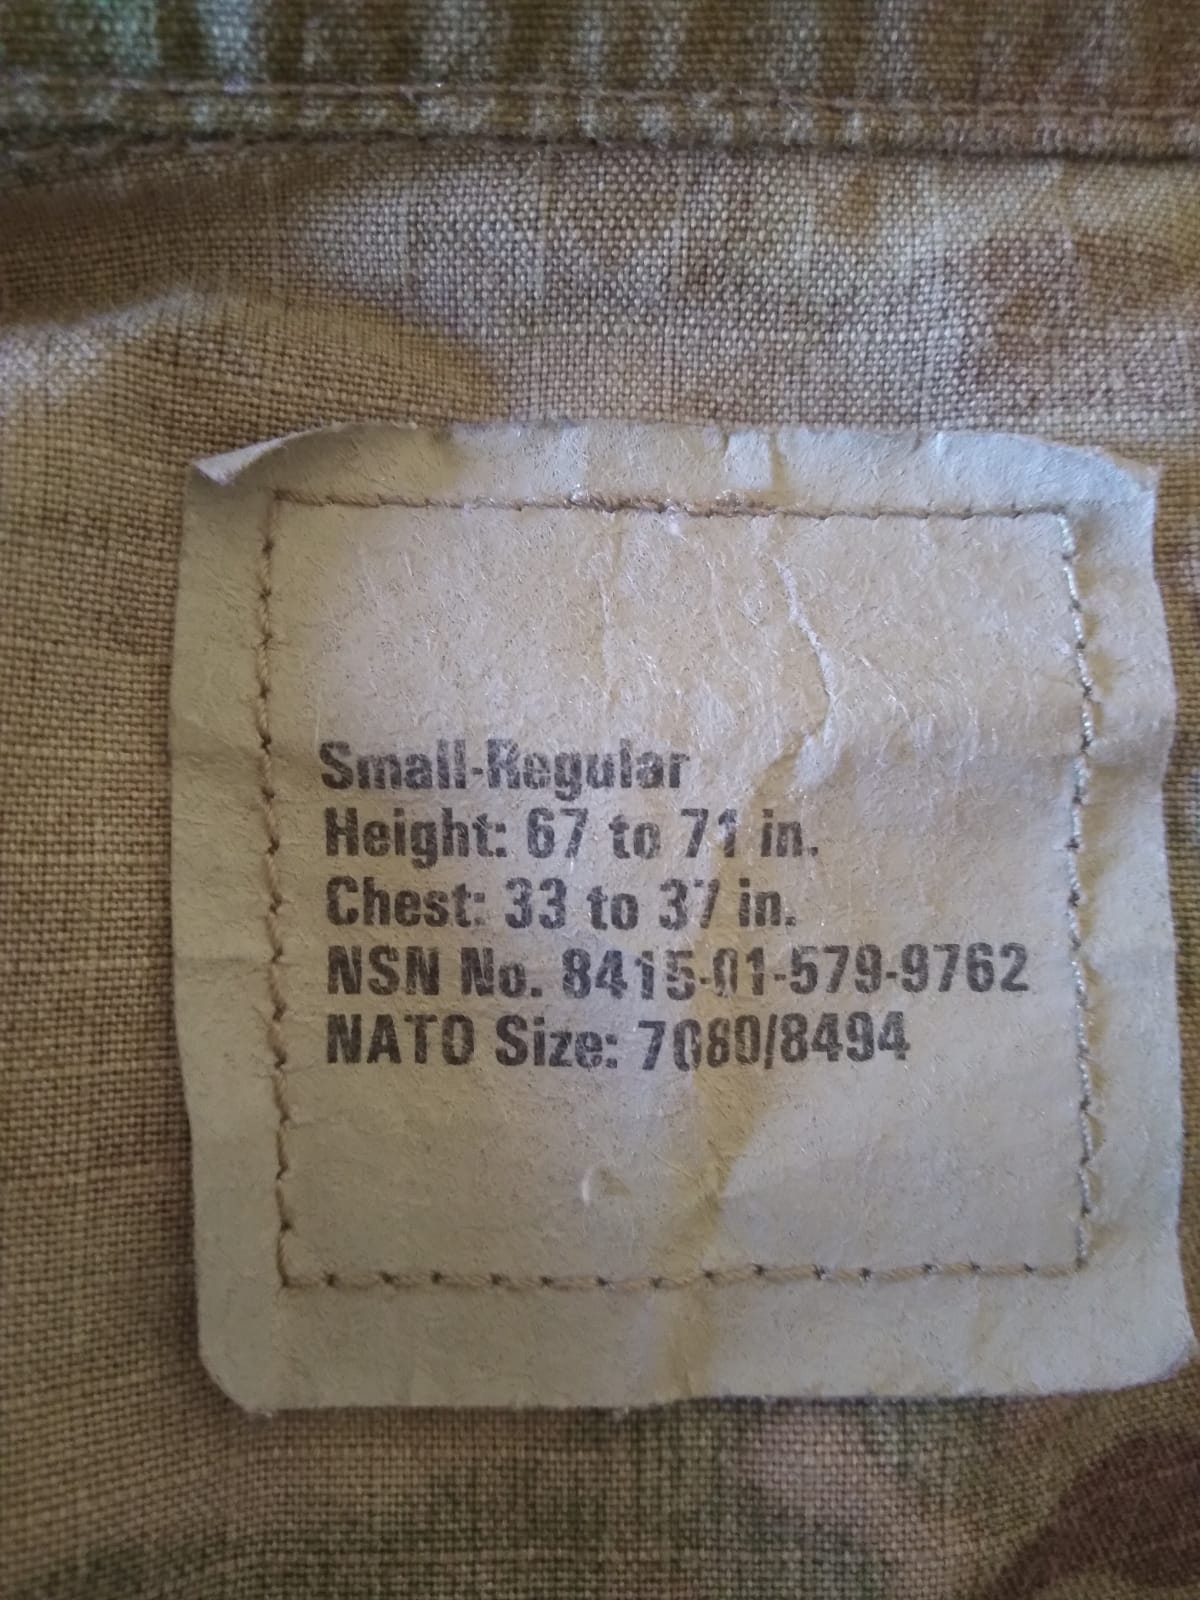 Small-Regular
Height: 67 to 71 in.
Chest: 33 to 37 in.
NSN No. 8415-01-579-9762
NATO Size: 7080/8494